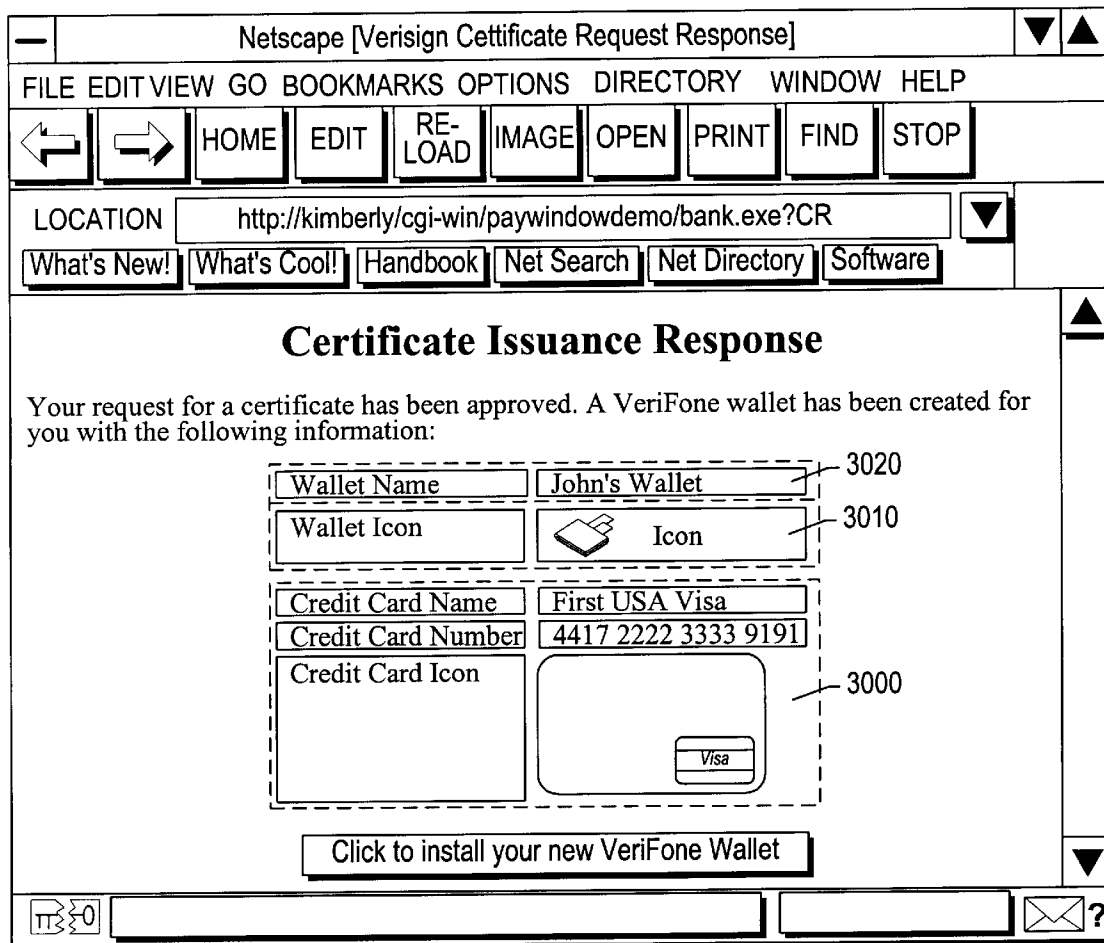 Netscape [Verisign Cettificate Request Response]
FILE EDIT VIEW GO BOOKMARKS OPTIONS DIRECTORY WINDOW HELP
HOME EDIT RE-LOAD IMAGE OPEN PRINT FIND STOP
LOCATION http://kimberly/cgi-win/paywindowdemo/bank.exe?CR
What's New! What's Cool! Handbook Net Search Net Directory Software
Certificate Issuance Response
Your request for a certificate has been approved. A VeriFone wallet has been created for
you with the following information:
Wallet Name John's Wallet 3020
Wallet Icon Icon 3010
Credit Card Name First USA Visa
Credit Card Number 4417 2222 3333 9191
Credit Card Icon 3000
Visa
Click to install your new VeriFone Wallet
?